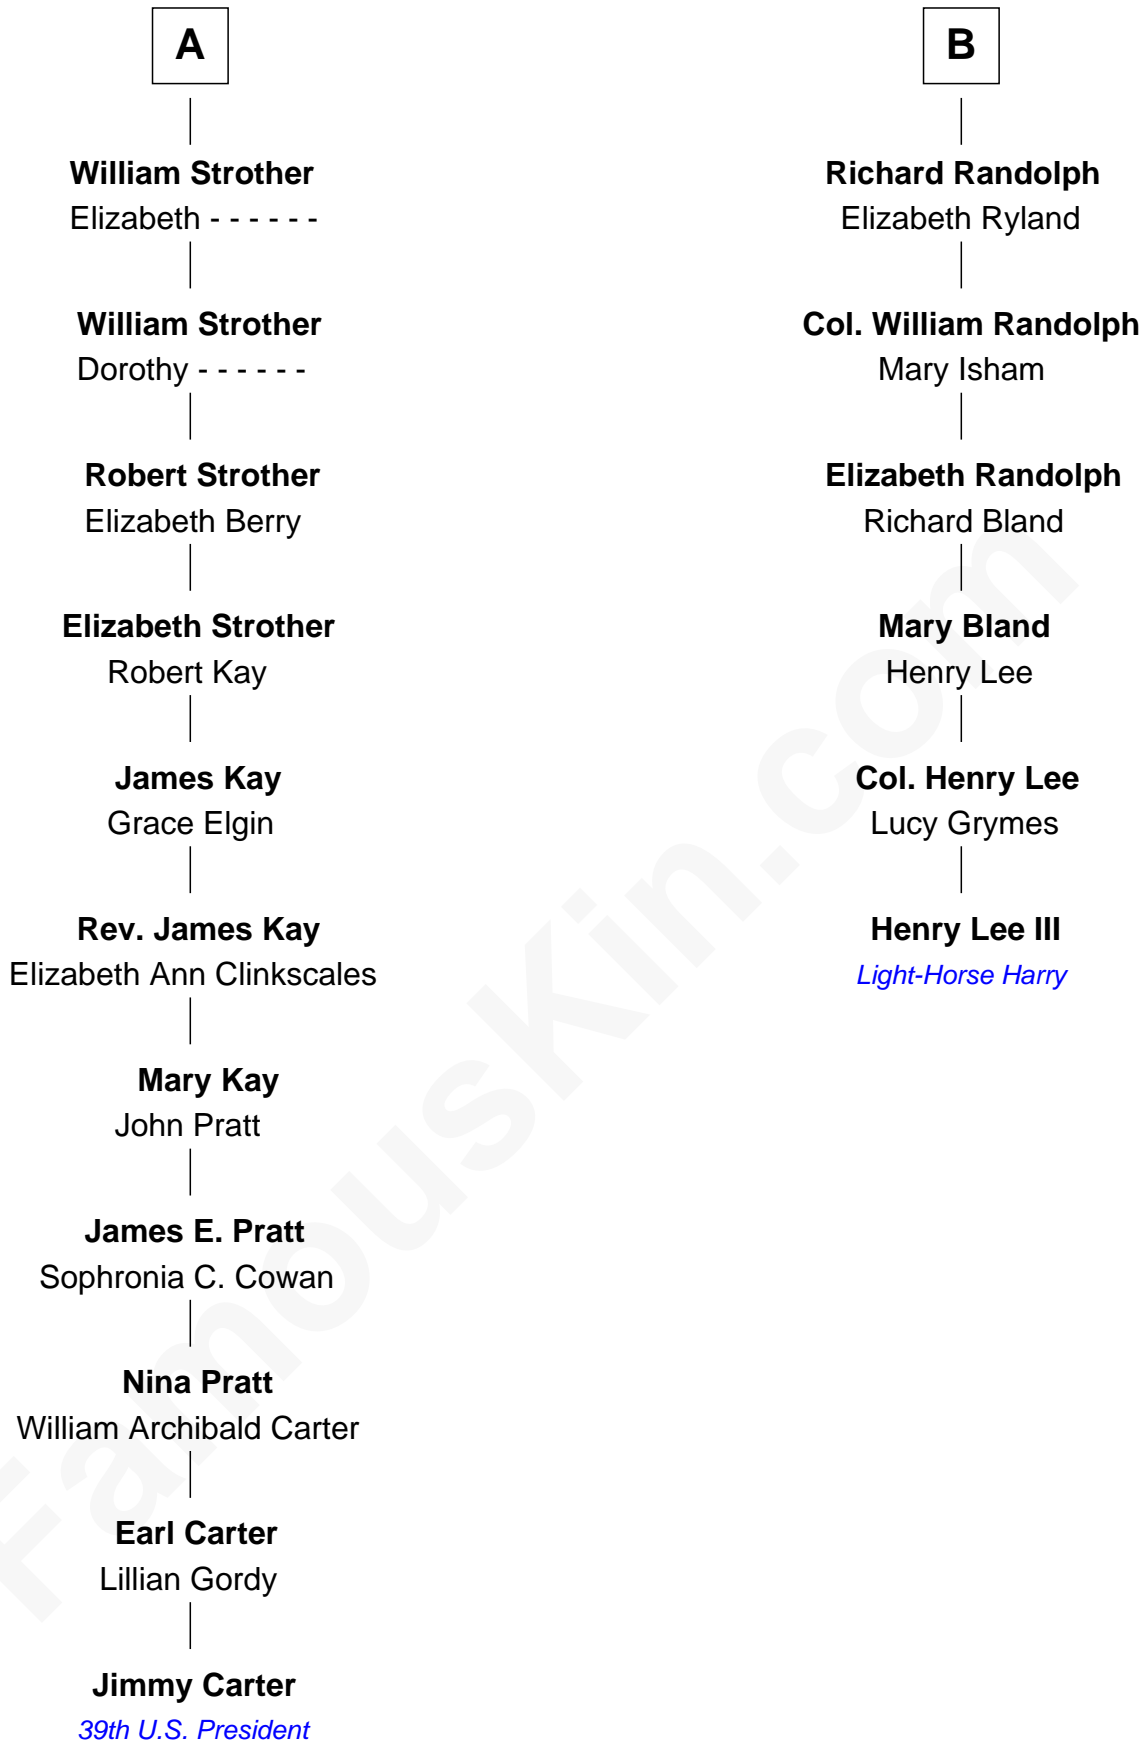 A
William Strother
Elizabeth - - - - - -
William Strother
Dorothy - - - - - -
Robert Strother
Elizabeth Berry
Elizabeth Strother
Robert Kay
James Kay
Grace Elgin
Rev. James Kay
Elizabeth Ann Clinkscales
Mary Kay
John Pratt
James E. Pratt
Sophronia C. Cowan
Nina Pratt
William Archibald Carter
Earl Carter
Lillian Gordy
Jimmy Carter
39th U.S. President
B
Richard Randolph
Elizabeth Ryland
Col. William Randolph
Mary Isham
Elizabeth Randolph
Richard Bland
Mary Bland
Henry Lee
Col. Henry Lee
Lucy Grymes
Henry Lee III
Light-Horse Harry
FamousKin.com